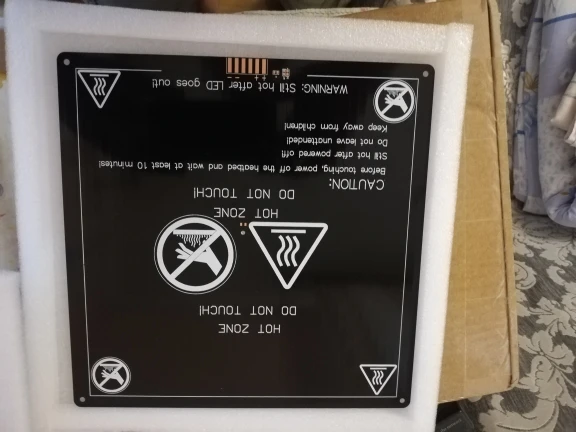 HOT ZONE
DO NOT TOUCH!
HOT ZONE
DO NOT TOUCH!
CAUTION:
Before touching, power off the heatbed and wait at least 10 minutes!
Still hot after powered off!
Do not leave unattended!
Keep away from children!
WARNING: Still hot after LED goes out!